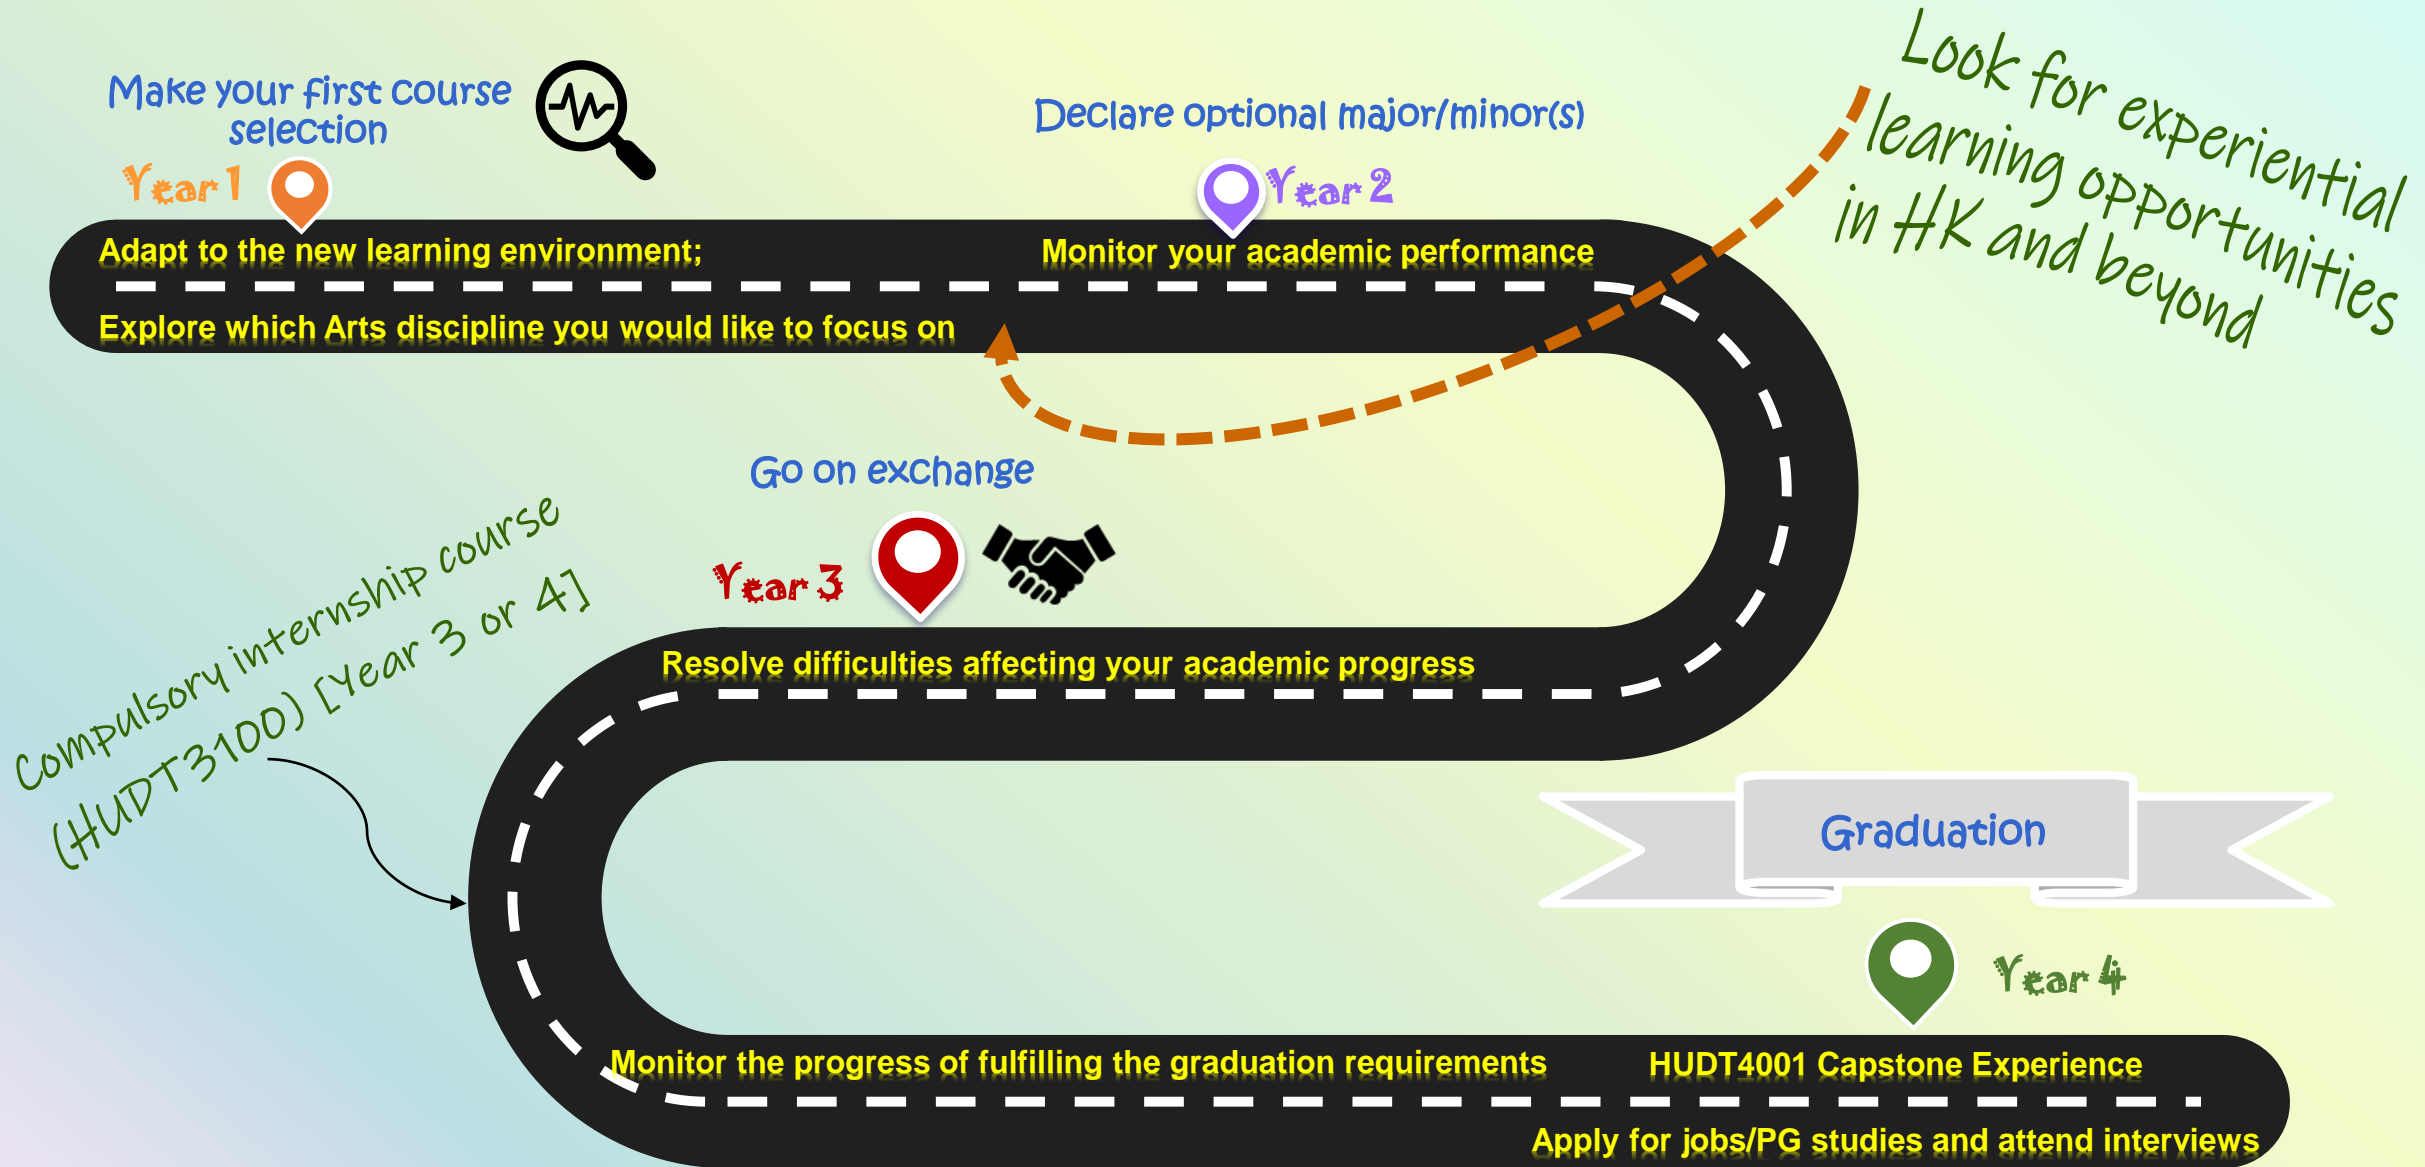 Make your first course
selection
Year 1
Adapt to the new learning environment;
Explore which Arts discipline you would like to focus on
Declare optional major/minor(s)
Year 2
Monitor your academic performance
Look for experiential
learning opportunities
in HK and beyond
Go on exchange
Year 3
Resolve difficulties affecting your academic progress
Compulsory internship course
(HUDT3100) [Year 3 or 4]
Graduation
Year 4
Monitor the progress of fulfilling the graduation requirements
HUDT4001 Capstone Experience
Apply for jobs/PG studies and attend interviews